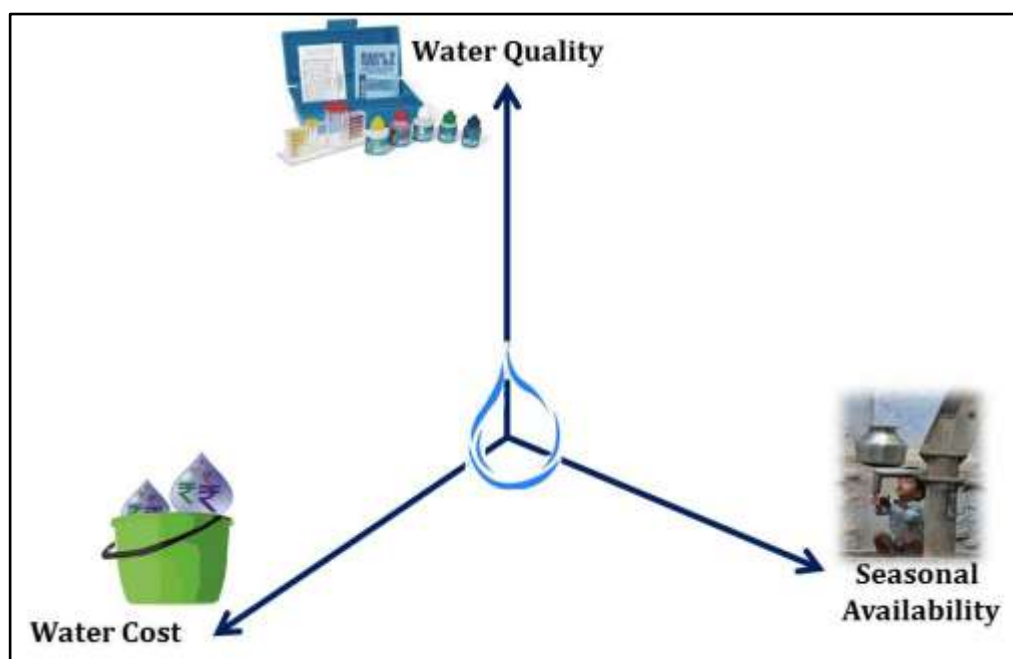 Water Quality
₹ ₹
Seasonal
Availability
Water Cost